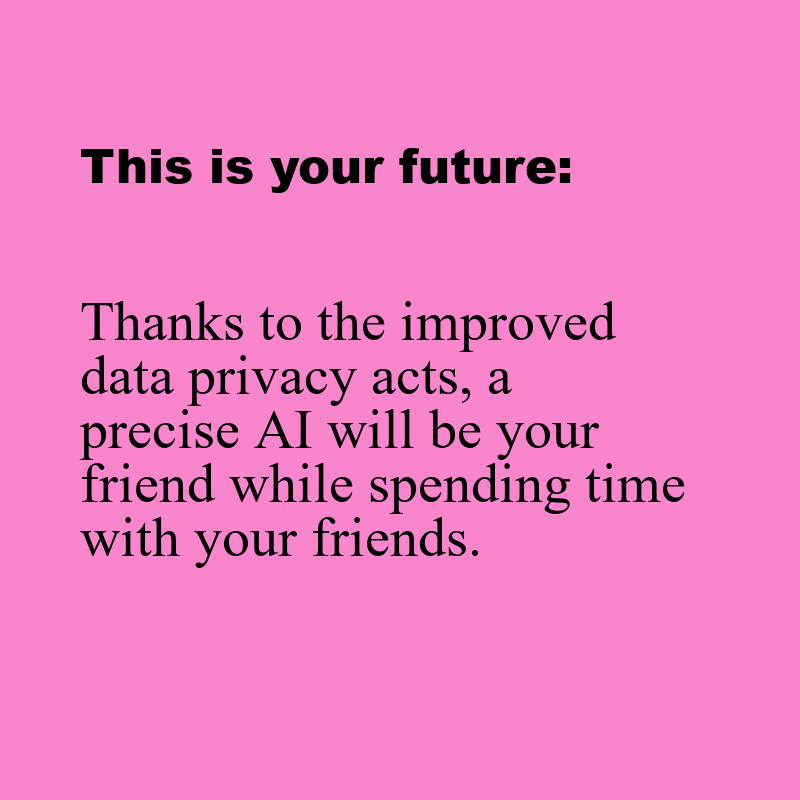 This is your future:
Thanks to the improved
data privacy acts, a
precise AI will be your
friend while spending time
with your friends.